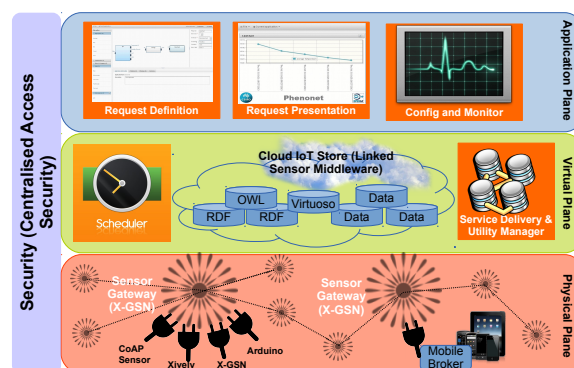 Security (Centralised Access
Security)
Application Plane
Request Definition
Request Presentation
Phenonet
Config and Monitor
Virtual Plane
Scheduler
Cloud IoT Store (Linked
Sensor Middleware)
OWL
Virtuoso
Data
RDF
RDF
Data
Data
Service Delivery &
Utility Manager
Physical Plane
Sensor
Gateway
(X-GSN)
Sensor
Gateway
(X-GSN)
CoAP
Sensor
Xively
X-GSN
Arduino
Mobile
Broker